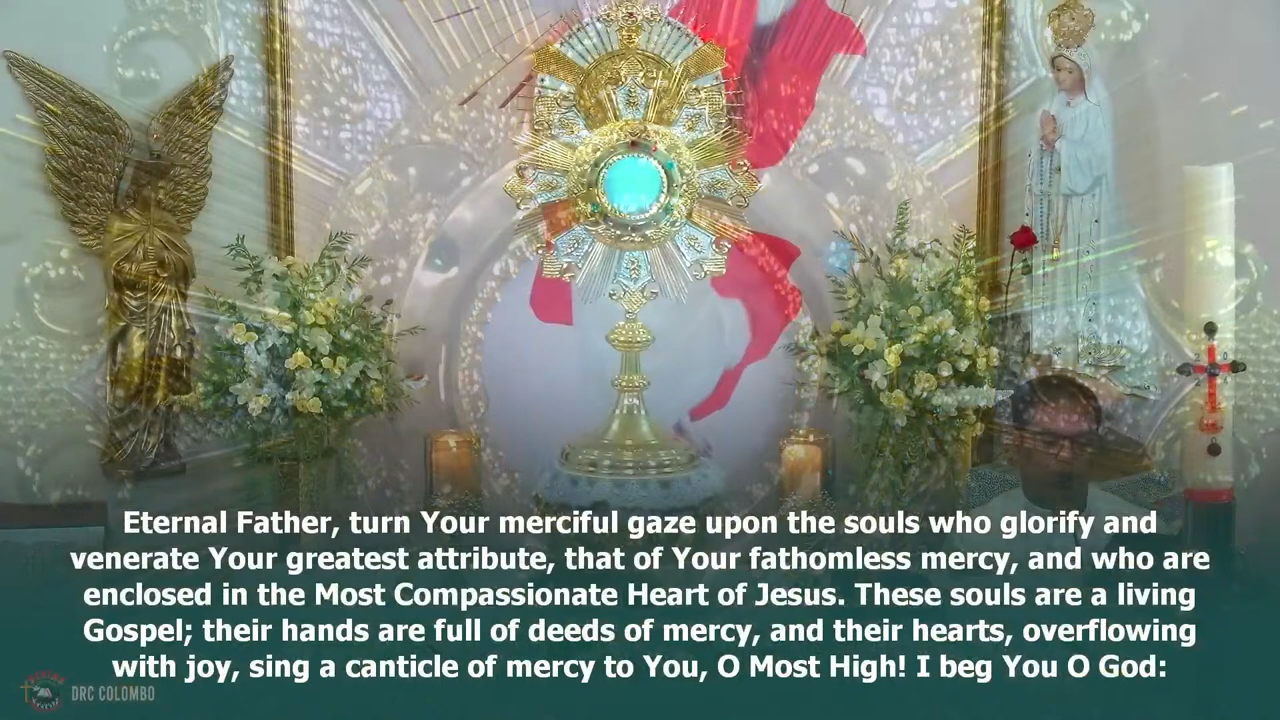 Eternal Father, turn Your merciful gaze upon the souls who glorify and
venerate Your greatest attribute, that of Your fathomless mercy, and who are
enclosed in the Most Compassionate Heart of Jesus. These souls are a living
Gospel; their hands are full of deeds of mercy, and their hearts, overflowing
with joy, sing a canticle of mercy to You, O Most High! I beg You O God:
DRC COLOMBO